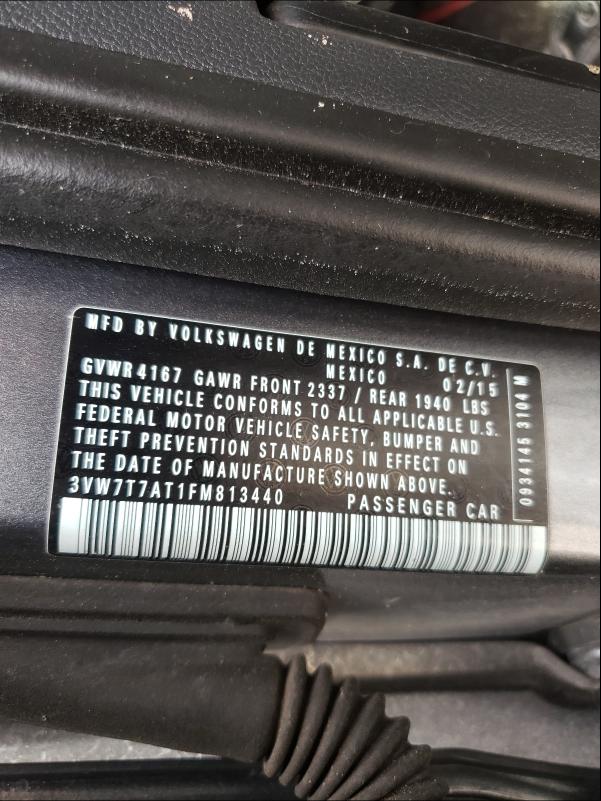 MFD BY VOLKSWAGEN DE MEXICO S.A. DE C.V.
MEXICO 02/15
GVWR 4167 GAWR FRONT 2337 / REAR 1940 LBS
THIS VEHICLE CONFORMS TO ALL APPLICABLE U.S.
FEDERAL MOTOR VEHICLE SAFETY, BUMPER AND
THEFT PREVENTION STANDARDS IN EFFECT ON
THE DATE OF MANUFACTURE SHOWN ABOVE.
3VW7T7AT1FM813440 PASSENGER CAR
0934145 3104 M